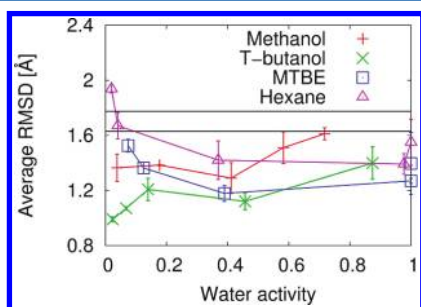 Average RMSD [Å]
2.4
2
1.6
1.2
0.8
Methanol
T-butanol
MTBE
Hexane
0 0.2 0.4 0.6 0.8 1
Water activity